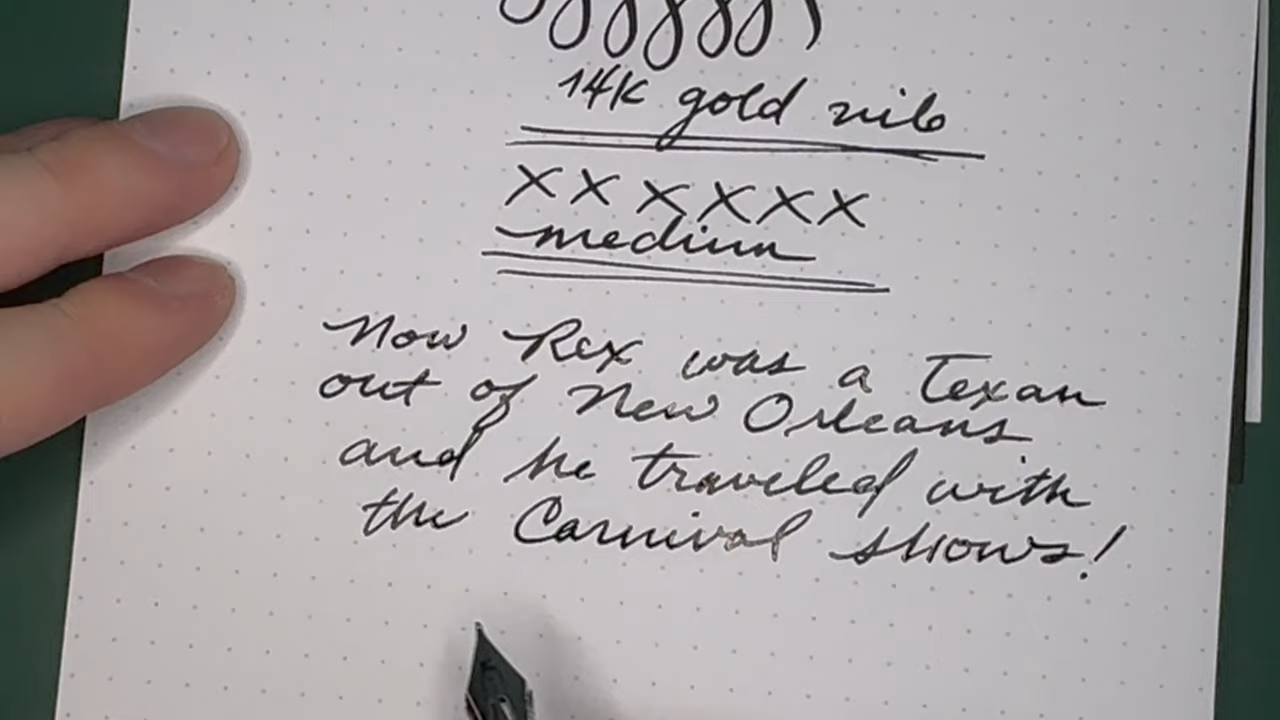 14K gold nib
XXXXXX
medium
Now Rex was a Texan
out of New Orleans
and he traveled with
the Carnival shows!